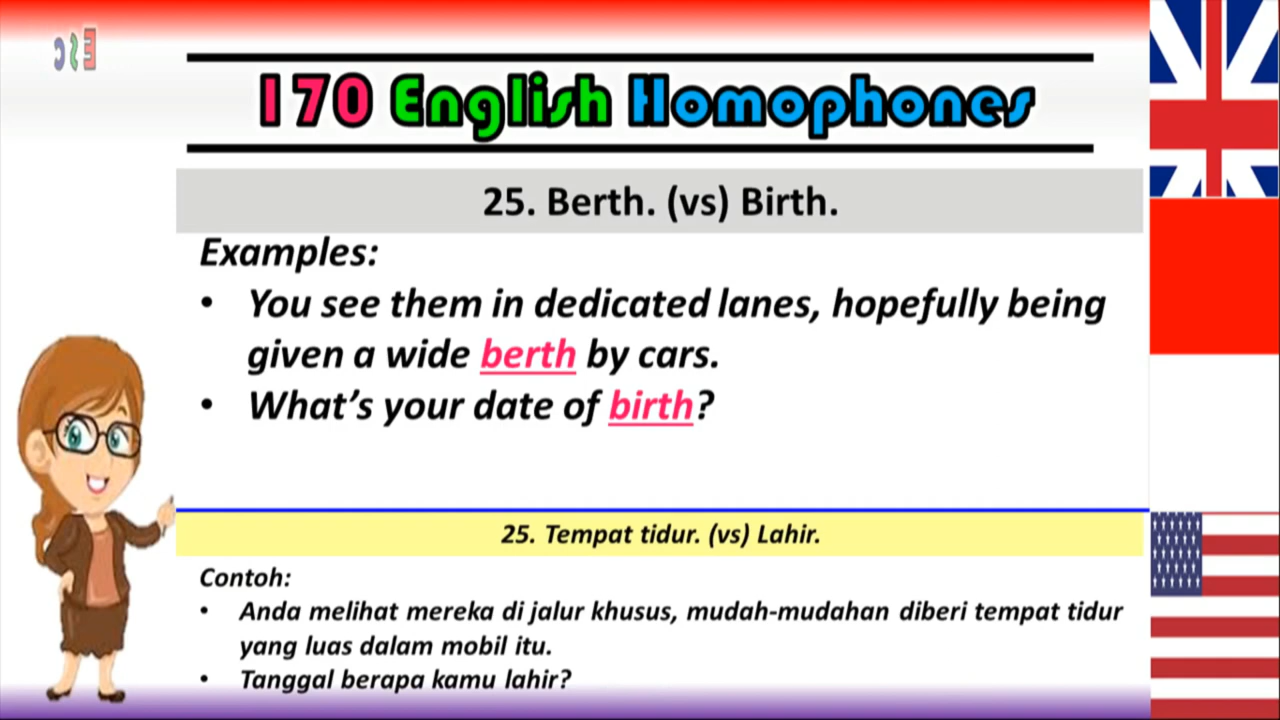 Esc
170 English Homophones
25. Berth. (vs) Birth.
Examples:
• You see them in dedicated lanes, hopefully being
given a wide berth by cars.
• What’s your date of birth?
25. Tempat tidur. (vs) Lahir.
Contoh:
• Anda melihat mereka di jalur khusus, mudah-mudahan diberi tempat tidur
yang luas dalam mobil itu.
• Tanggal berapa kamu lahir?